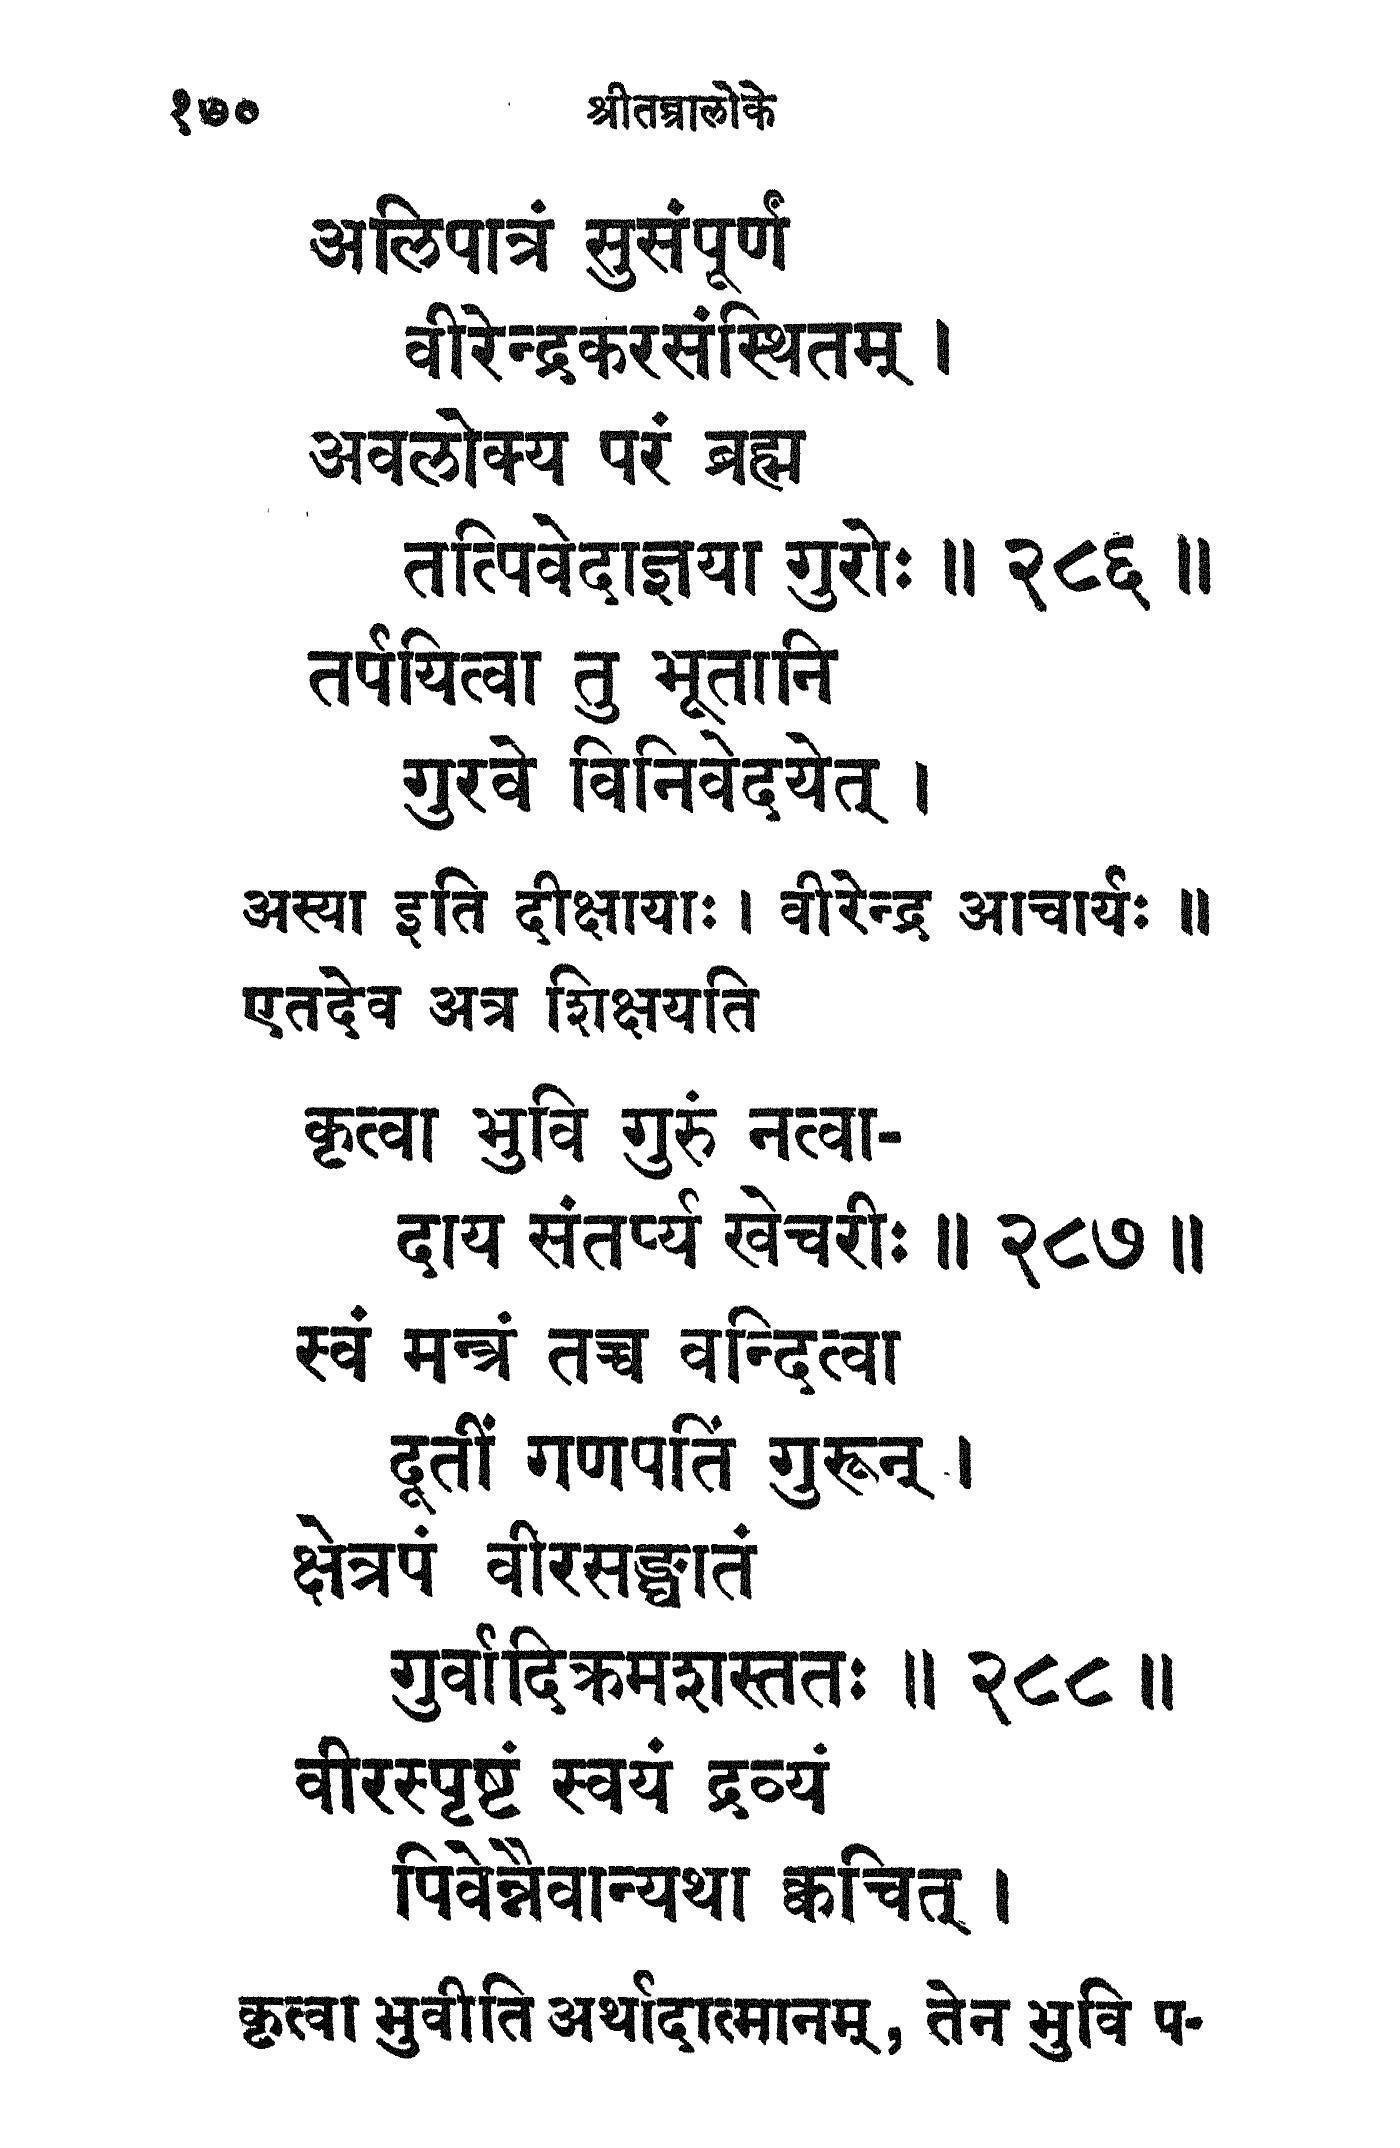 १७० श्रीतन्त्रालोके
अलिपात्रं सुसंपूर्णं
वीरेन्द्रकरसंस्थितम् ।
अवलोक्य परं ब्रह्म
तत्पिवेदाज्ञया गुरोः ॥ २८६ ॥
तर्पयित्वा तु भूतानि
गुरवे विनिवेदयेत् ।
अस्या इति दीक्षायाः । वीरेन्द्र आचार्यः ॥
एतदेव अत्र शिक्षयति
कृत्वा भुवि गुरुं नत्वा-
दाय संतर्प्य खेचरीः ॥ २८७ ॥
स्वं मन्त्रं तच्च वन्दित्वा
दूतीं गणपतिं गुरून् ।
क्षेत्रपं वीरसङ्घातं
गुर्वादिक्रमशस्ततः ॥ २८८ ॥
वीरस्पृष्टं स्वयं द्रव्यं
पिवेन्नैवान्यथा क्वचित् ।
कृत्वा भुवीति अर्थादात्मानम्, तेन भुवि प-